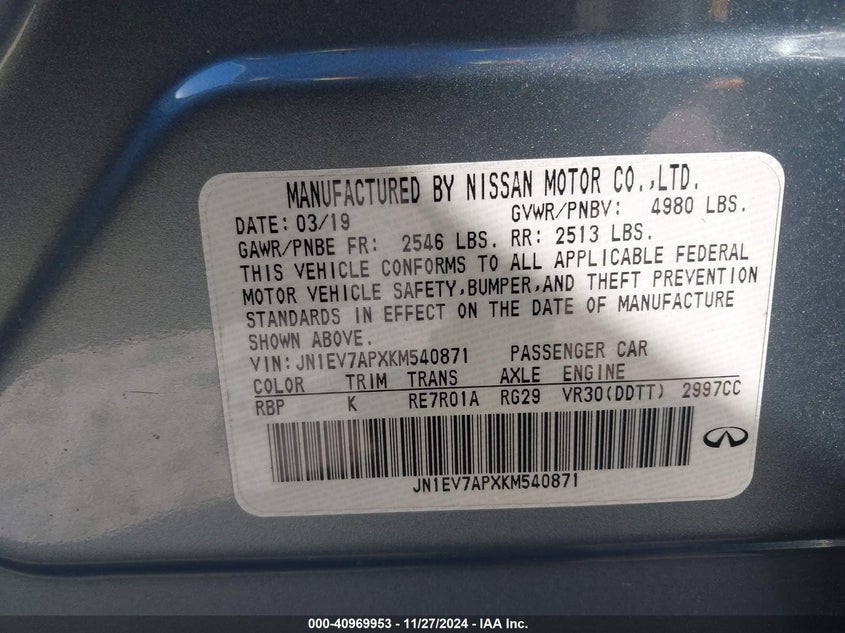 MANUFACTURED BY NISSAN MOTOR CO.,LTD.
DATE: 03/19 GVWR/PNBV: 4980 LBS.
GAWR/PNBE FR: 2546 LBS. RR: 2513 LBS.
THIS VEHICLE CONFORMS TO ALL APPLICABLE FEDERAL
MOTOR VEHICLE SAFETY,BUMPER,AND THEFT PREVENTION
STANDARDS IN EFFECT ON THE DATE OF MANUFACTURE
SHOWN ABOVE.
VIN: JN1EV7APXKM540871 PASSENGER CAR
COLOR TRIM TRANS AXLE ENGINE
RBP K RE7R01A RG29 VR30(DDTT) 2997CC
JN1EV7APXKM540871
000-40969953 - 11/27/2024 - IAA Inc.